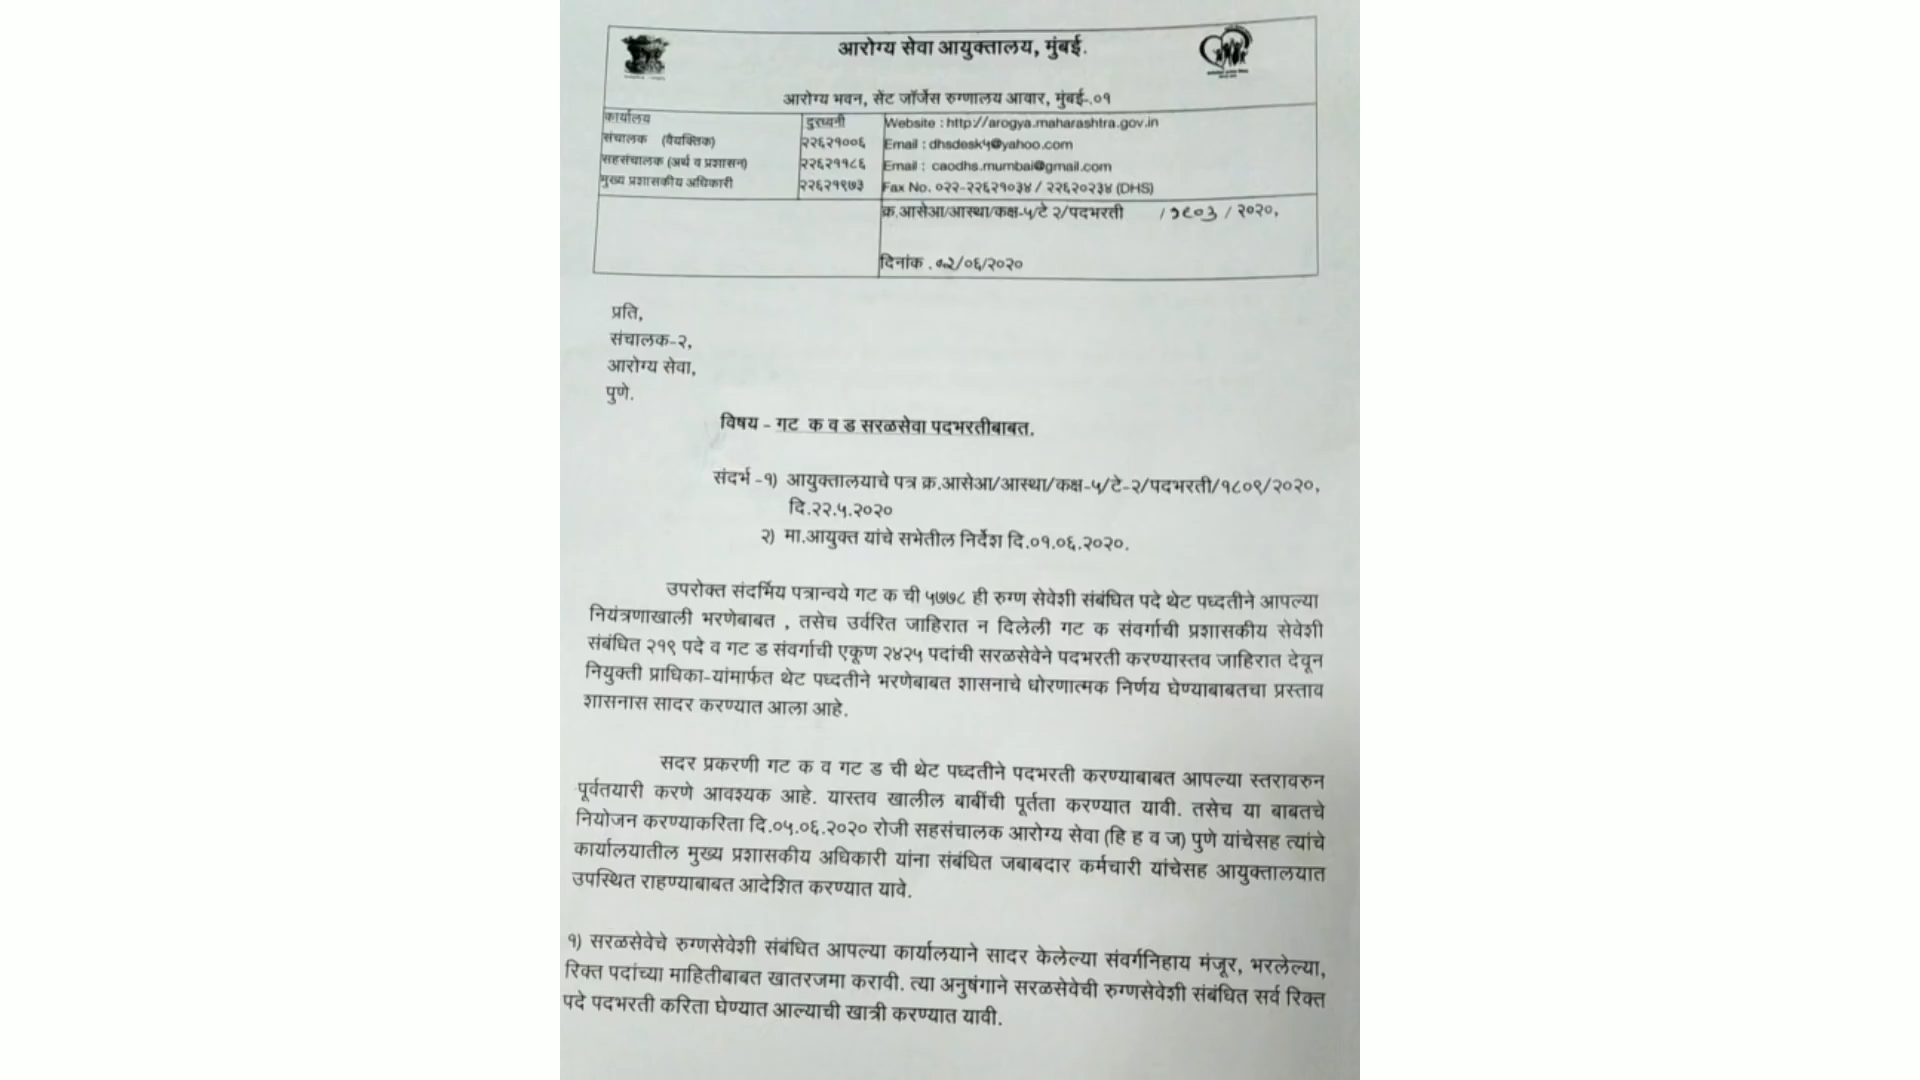 आरोग्य सेवा आयुक्तालय, मुंबई.
आरोग्य भवन, सेंट जॉर्जेस रुग्णालय आवार, मुंबई-.०१
कार्यालय
संचालक (वैयक्तिक)
सहसंचालक (अर्थ व प्रशासन)
मुख्य प्रशासकीय अधिकारी
दुरध्वनी
२२६२१००६
२२६२११८६
२२६२१९७३
Website : http://arogya.maharashtra.gov.in
Email : dhsdesk५@yahoo.com
Email : caodhs.mumbai@gmail.com
Fax No. ०२२-२२६२१०३४ / २२६२०२३४ (DHS)
क्र.आसेआ/आस्था/कक्ष-५/टे २/पदभरती /१९०३ / २०२०,
दिनांक . ०२/०६/२०२०
प्रति,
संचालक-२,
आरोग्य सेवा,
पुणे.
विषय - गट क व ड सरळसेवा पदभरतीबाबत.
संदर्भ -१) आयुक्तालयाचे पत्र क्र.आसेआ/आस्था/कक्ष-५/टे-२/पदभरती/१८०९/२०२०,
दि.२२.५.२०२०
२) मा.आयुक्त यांचे सभेतील निर्देश दि.०१.०६.२०२०.
उपरोक्त संदर्भिय पत्रान्वये गट क ची ५७७८ ही रुग्ण सेवेशी संबंधित पदे थेट पध्दतीने आपल्या
नियंत्रणाखाली भरणेबाबत , तसेच उर्वरित जाहिरात न दिलेली गट क संवर्गाची प्रशासकीय सेवेशी
संबंधित २१९ पदे व गट ड संवर्गाची एकूण २४२५ पदांची सरळसेवेने पदभरती करण्यास्तव जाहिरात देवून
नियुक्ती प्राधिका-यांमार्फत थेट पध्दतीने भरणेबाबत शासनाचे धोरणात्मक निर्णय घेण्याबाबतचा प्रस्ताव
शासनास सादर करण्यात आला आहे.
सदर प्रकरणी गट क व गट ड ची थेट पध्दतीने पदभरती करण्याबाबत आपल्या स्तरावरुन
पूर्वतयारी करणे आवश्यक आहे. यास्तव खालील बाबींची पूर्तता करण्यात यावी. तसेच या बाबतचे
नियोजन करण्याकरिता दि.०५.०६.२०२० रोजी सहसंचालक आरोग्य सेवा (हि ह व ज) पुणे यांचेसह त्यांचे
कार्यालयातील मुख्य प्रशासकीय अधिकारी यांना संबंधित जबाबदार कर्मचारी यांचेसह आयुक्तालयात
उपस्थित राहण्याबाबत आदेशित करण्यात यावे.
१) सरळसेवेचे रुग्णसेवेशी संबंधित आपल्या कार्यालयाने सादर केलेल्या संवर्गनिहाय मंजूर, भरलेल्या,
रिक्त पदांच्या माहितीबाबत खातरजमा करावी. त्या अनुषंगाने सरळसेवेची रुग्णसेवेशी संबंधित सर्व रिक्त
पदे पदभरती करिता घेण्यात आल्याची खात्री करण्यात यावी.